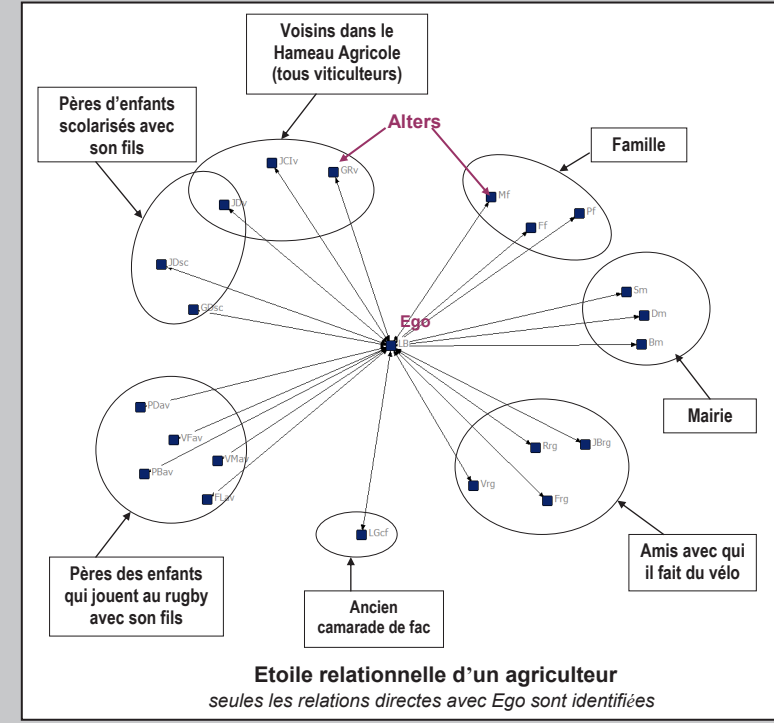 Voisins dans le
Hameau Agricole
(tous viticulteurs)
Pères d'enfants
scolarisés avec
son fils
Alters
Famille
JCIv
GRv
JDv
Mf
Ff
Pf
JDsc
GDsc
Sm
Dm
Bm
Ego
LB
Mairie
PDav
VFav
VMav
PBav
FLav
Rrg
JBrg
Vrg
Frg
LGcf
Pères des enfants
qui jouent au rugby
avec son fils
Ancien
camarade de fac
Amis avec qui
il fait du vélo
Etoile relationnelle d'un agriculteur
seules les relations directes avec Ego sont identifiées